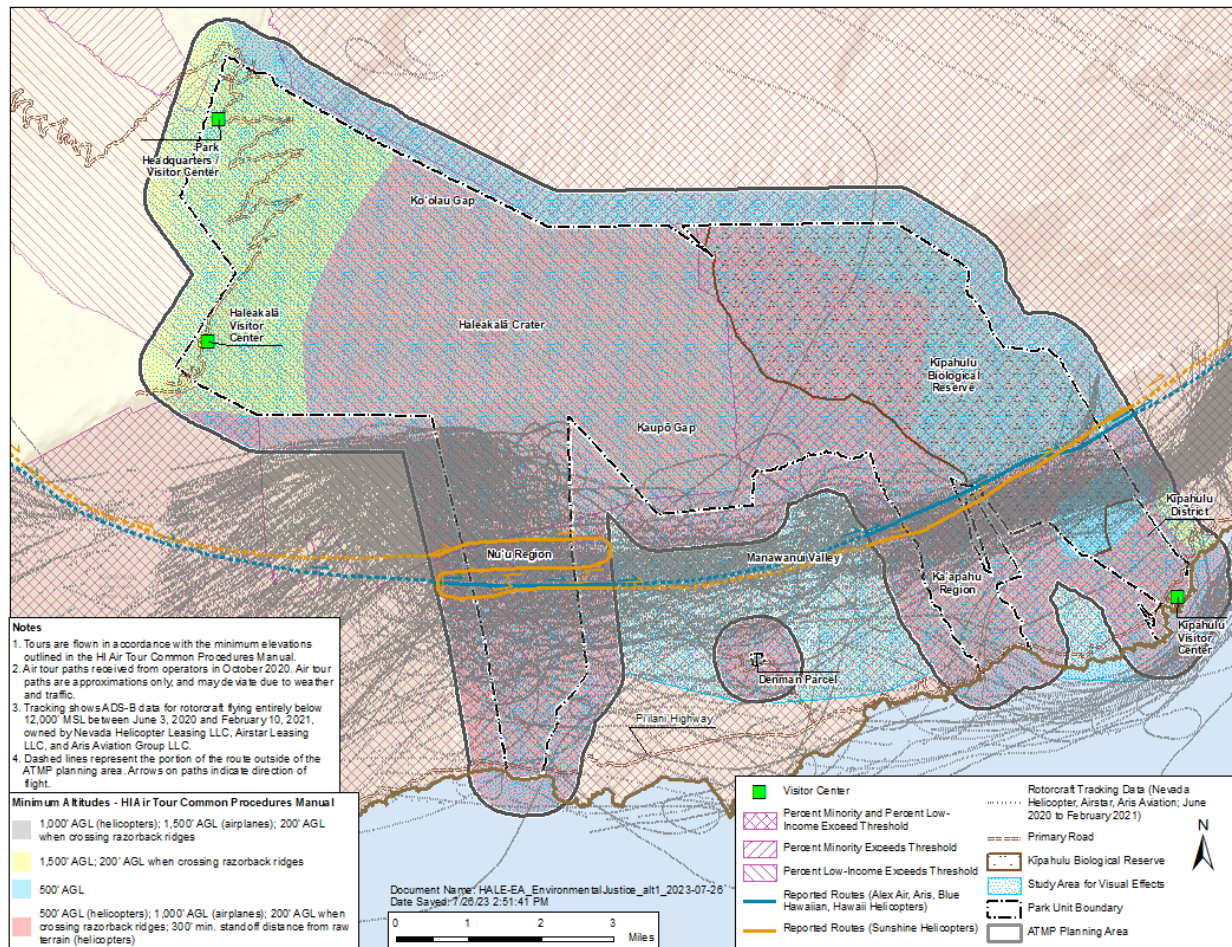 Park
Headquarters /
Visitor Center
Ko'olau Gap
Haleakalā
Visitor
Center
Haleakalā Crater
Kīpahulu
Biological
Reserve
Kaupō Gap
Kīpahulu
District
Nu'u Region
Manawainui Valley
Ka'apahu
Region
Kīpahulu
Visitor
Center
Denman Parcel
Pi'ilani Highway
Notes
1. Tours are flown in accordance with the minimum elevations
outlined in the HI Air Tour Common Procedures Manual.
2. Air tour paths received from operators in October 2020. Air tour
paths are approximations only, and may deviate due to weather
and traffic.
3. Tracking shows ADS-B data for rotorcraft flying entirely below
12,000' MSL between June 3, 2020 and February 10, 2021,
owned by Nevada Helicopter Leasing LLC, Airstar Leasing
LLC, and Aris Aviation Group LLC.
4. Dashed lines represent the portion of the route outside of the
ATMP planning area. Arrows on paths indicate direction of
flight.
Minimum Altitudes - HI Air Tour Common Procedures Manual
1,000' AGL (helicopters); 1,500' AGL (airplanes); 200' AGL
when crossing razorback ridges
1,500' AGL; 200' AGL when crossing razorback ridges
500' AGL
500' AGL (helicopters); 1,000' AGL (airplanes); 200' AGL when
crossing razorback ridges; 300' min. standoff distance from raw
terrain (helicopters)
Document Name: HALE-EA_EnvironmentalJustice_alt1_2023-07-26
Date Saved: 7/26/23 2:51:41 PM
0 1 2 3
Miles
Visitor Center
Percent Minority and Percent Low-
Income Exceed Threshold
Percent Minority Exceeds Threshold
Percent Low-Income Exceeds Threshold
Reported Routes (Alex Air, Aris, Blue
Hawaiian, Hawaii Helicopters)
Reported Routes (Sunshine Helicopters)
Rotorcraft Tracking Data (Nevada
Helicopter, Airstar, Aris Aviation; June
2020 to February 2021)
Primary Road
Kīpahulu Biological Reserve
Study Area for Visual Effects
Park Unit Boundary
ATMP Planning Area
N